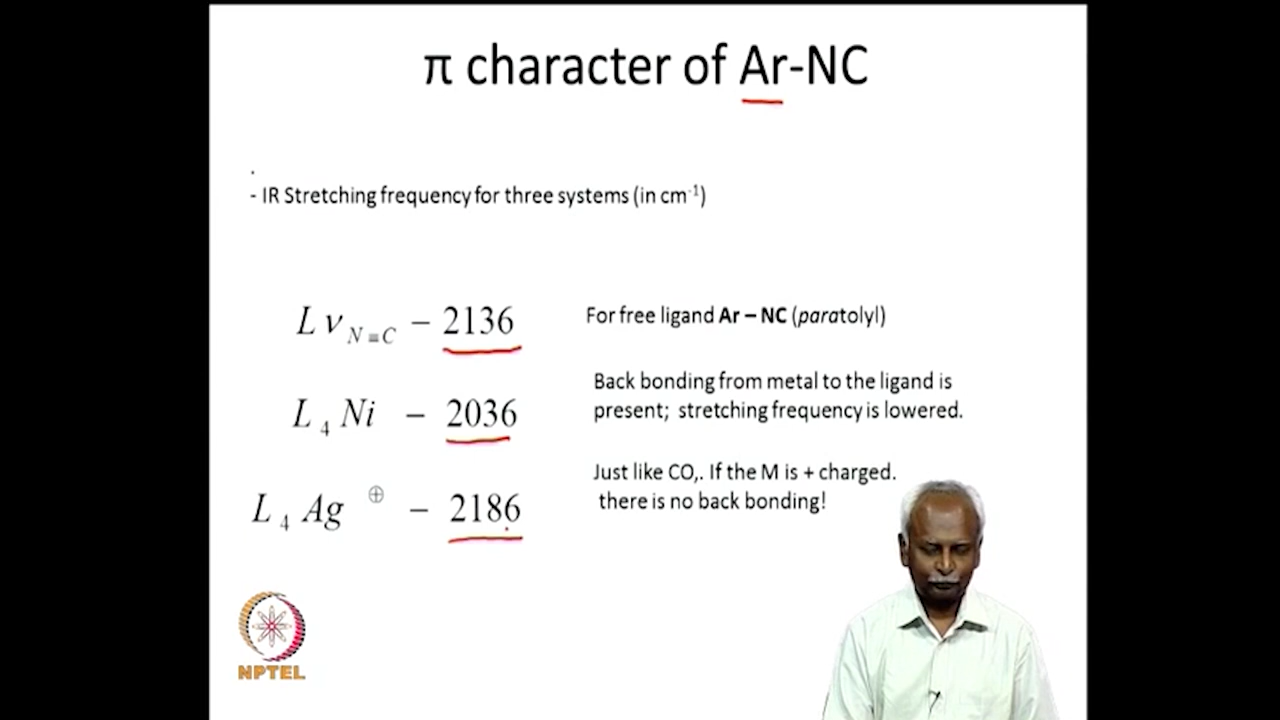 π character of Ar-NC
- IR Stretching frequency for three systems (in cm⁻¹)
L ν N≡C – 2136
For free ligand Ar – NC (paratolyl)
L₄ Ni – 2036
Back bonding from metal to the ligand is
present; stretching frequency is lowered.
L₄ Ag ⊕ – 2186
Just like CO,. If the M is + charged.
there is no back bonding!
NPTEL